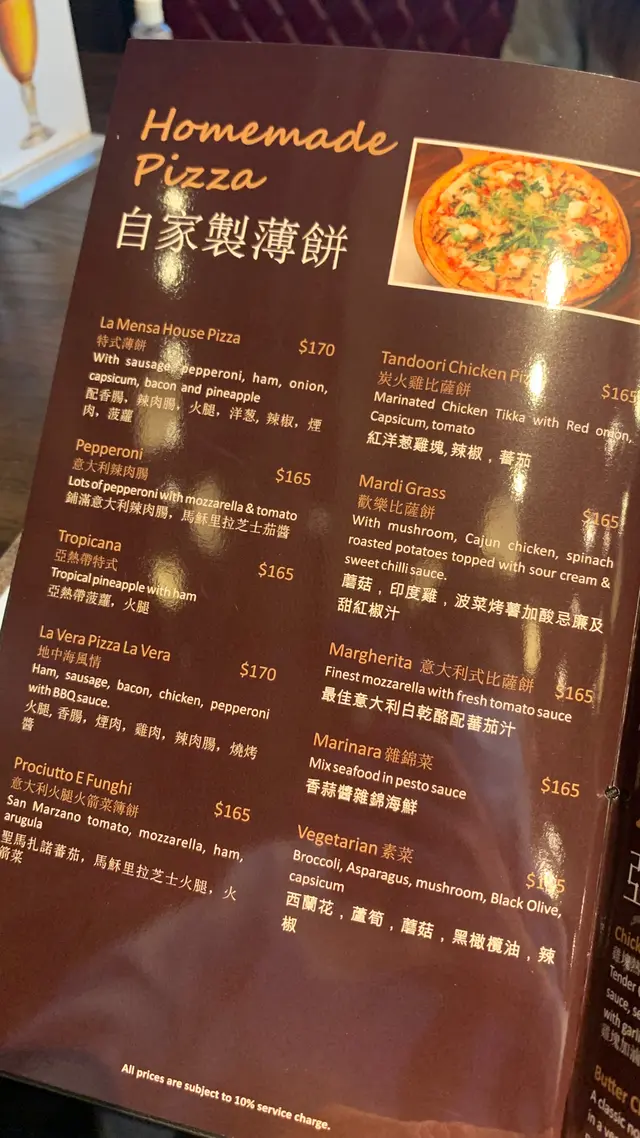 Homemade
Pizza
自家製薄餅
La Mensa House Pizza $170
特式薄餅
With sausage, pepperoni, ham, onion,
capsicum, bacon and pineapple
配香腸，辣肉腸，火腿，洋葱，辣椒，煙
肉，菠蘿
Pepperoni
意大利辣肉腸 $165
Lots of pepperoni with mozzarella & tomato
鋪滿意大利辣肉腸，馬穌里拉芝士茄醬
Tropicana
亞熱帶特式 $165
Tropical pineapple with ham
亞熱帶菠蘿，火腿
La Vera Pizza La Vera
地中海風情 $170
Ham, sausage, bacon, chicken, pepperoni
with BBQ sauce.
火腿，香腸，煙肉，雞肉，辣肉腸，燒烤
醬
Prociutto E Funghi
意大利火腿火箭菜簿餅 $165
San Marzano tomato, mozzarella, ham,
arugula
聖馬扎諾蕃茄，馬穌里拉芝士火腿，火
箭菜
Tandoori Chicken
炭火雞比薩餅 $165
Marinated Chicken Tikka with Red onion,
Capsicum, tomato
紅洋葱雞塊，辣椒，蕃茄
Mardi Grass
歡樂比薩餅 $165
With mushroom, Cajun chicken, spinach
roasted potatoes topped with sour cream &
sweet chilli sauce.
蘑菇，印度雞，波菜烤薯加酸忌廉及
甜紅椒汁
Margherita 意大利式比薩餅 $165
Finest mozzarella with fresh tomato sauce
最佳意大利白乾酪配蕃茄汁
Marinara 雜錦菜
Mix seafood in pesto sauce $165
香蒜醬雜錦海鮮
Vegetarian 素菜
Broccoli, Asparagus, mushroom, Black Olive,
capsicum
西蘭花，蘆筍，蘑菇，黑橄欖油，辣
椒
All prices are subject to 10% service charge.
Tender
sauce,
with
Butter
A classic
in a